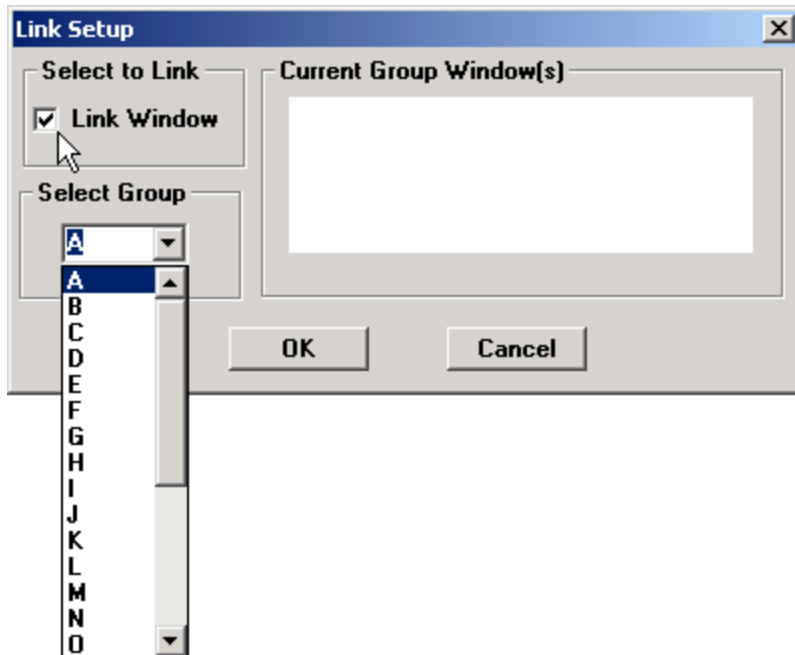 Link Setup
Select to Link
Link Window
Current Group Window(s)
Select Group
A
A
B
C
D
E
F
G
H
I
J
K
L
M
N
O
OK
Cancel